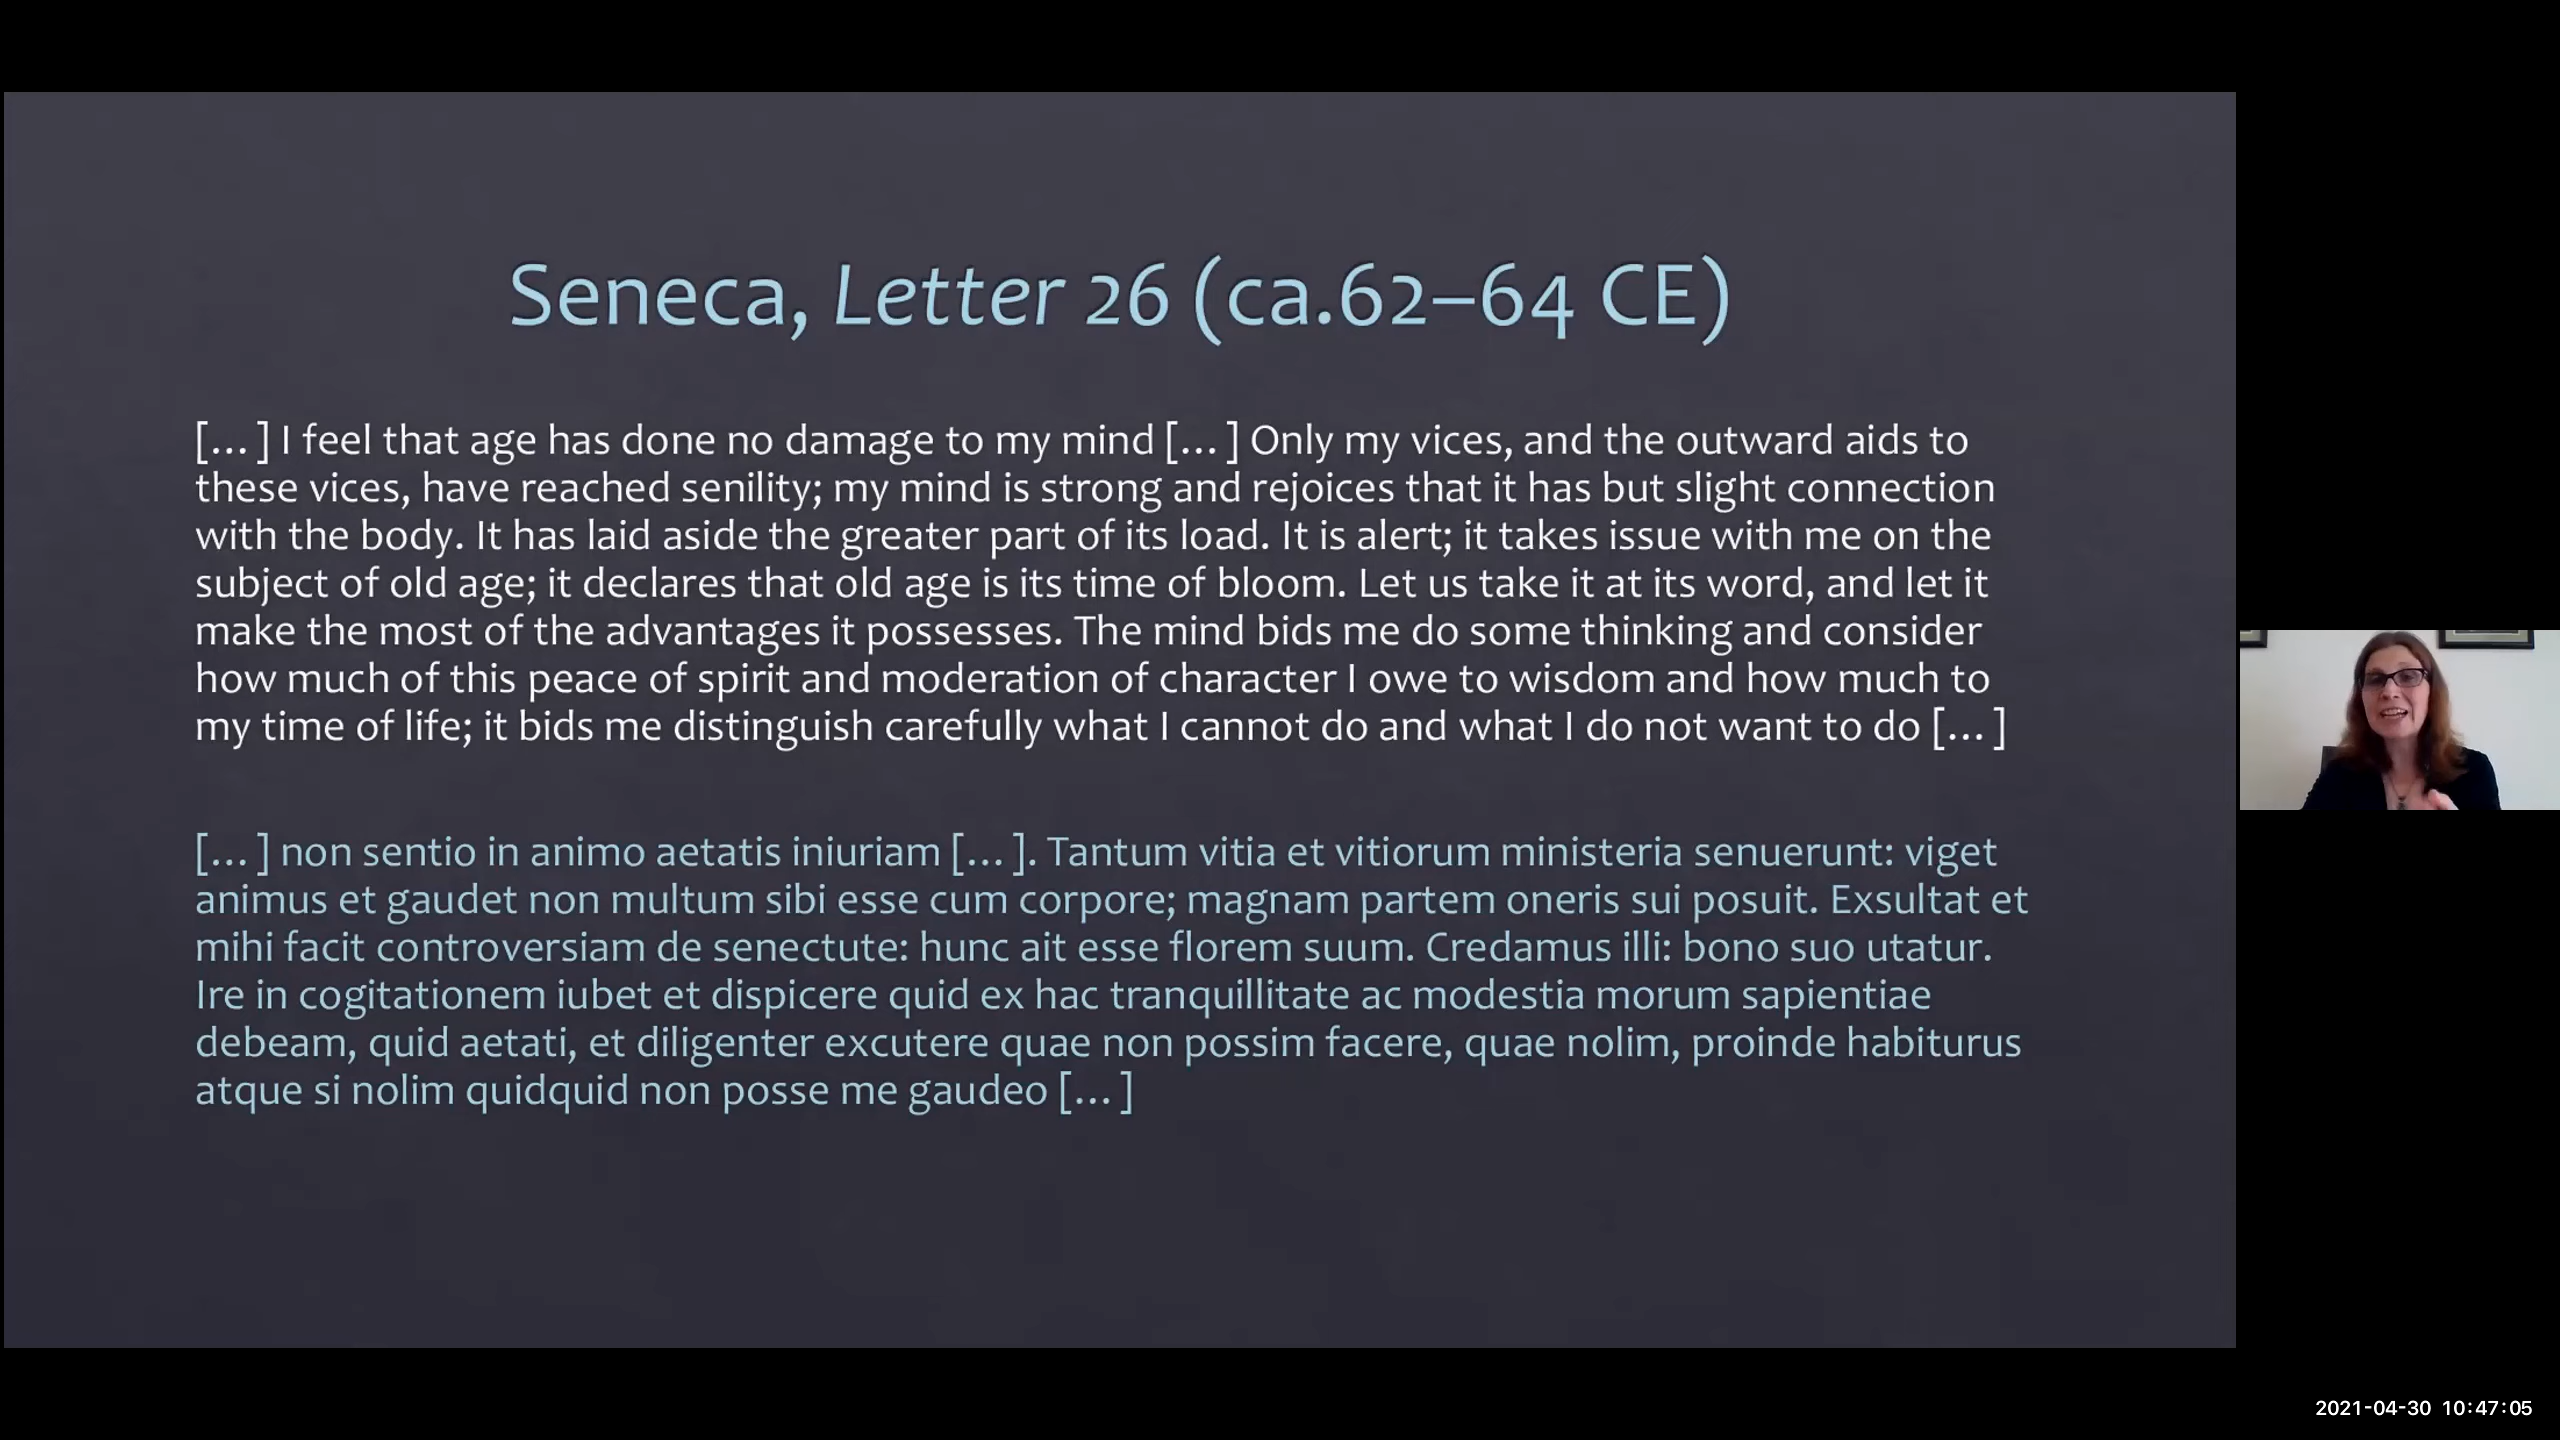 Seneca, Letter 26 (ca.62–64 CE)
[…] I feel that age has done no damage to my mind […] Only my vices, and the outward aids to
these vices, have reached senility; my mind is strong and rejoices that it has but slight connection
with the body. It has laid aside the greater part of its load. It is alert; it takes issue with me on the
subject of old age; it declares that old age is its time of bloom. Let us take it at its word, and let it
make the most of the advantages it possesses. The mind bids me do some thinking and consider
how much of this peace of spirit and moderation of character I owe to wisdom and how much to
my time of life; it bids me distinguish carefully what I cannot do and what I do not want to do […]
[…] non sentio in animo aetatis iniuriam […]. Tantum vitia et vitiorum ministeria senuerunt: viget
animus et gaudet non multum sibi esse cum corpore; magnam partem oneris sui posuit. Exsultat et
mihi facit controversiam de senectute: hunc ait esse florem suum. Credamus illi: bono suo utatur.
Ire in cogitationem iubet et dispicere quid ex hac tranquillitate ac modestia morum sapientiae
debeam, quid aetati, et diligenter excutere quae non possim facere, quae nolim, proinde habiturus
atque si nolim quidquid non posse me gaudeo […]
2021-04-30 10:47:05